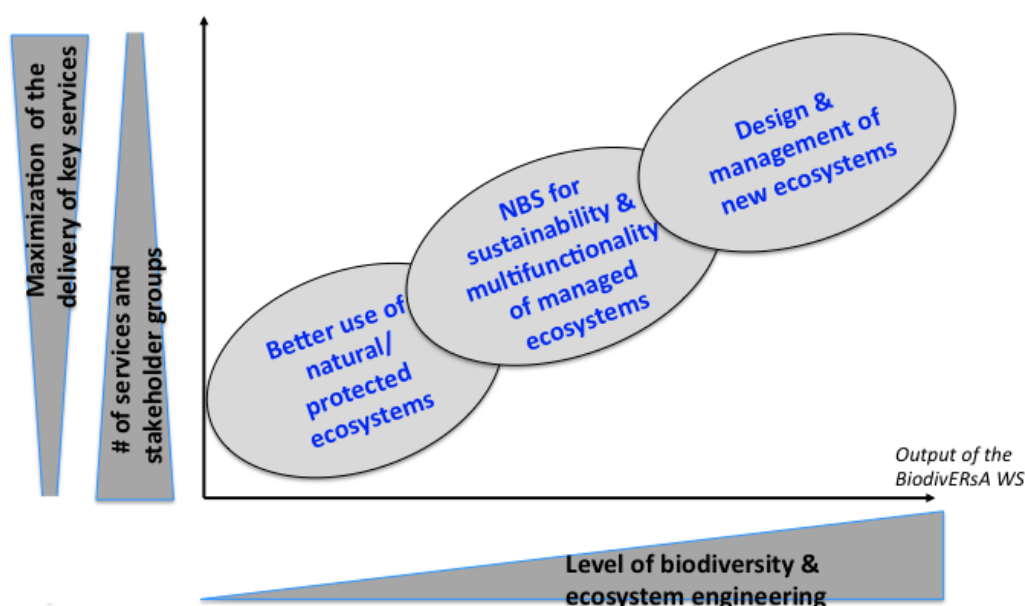 Maximization of the
delivery of key services
# of services and
stakeholder groups
Better use of
natural/
protected
ecosystems
NBS for
sustainability &
multifunctionality
of managed
ecosystems
Design &
management of
new ecosystems
Output of the
BiodivERsA WS
Level of biodiversity &
ecosystem engineering